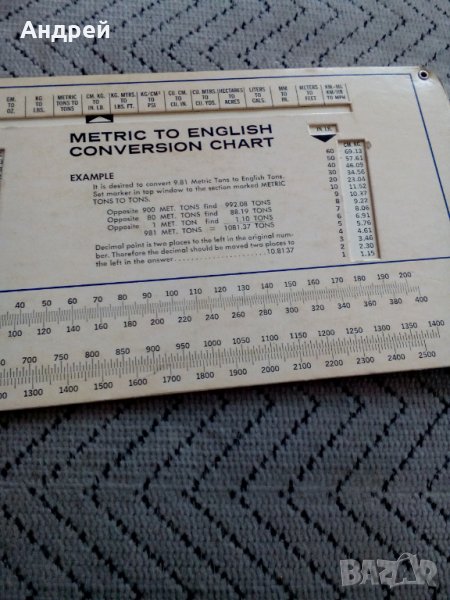 Андрей
GM. TO OZ.
KG TO LBS.
METRIC TONS TO TONS
CM. KG. TO IN. LB.
KG. MTRS. TO LBS. FT.
KG/CM² TO PSI
CU. CM. TO CU. IN.
CU. MTRS. TO CU. YDS.
HECTARES TO ACRES
LITERS TO GALS.
MM TO IN.
METERS TO FEET
KM.-MI. KM/HR TO MPH
METRIC TO ENGLISH
CONVERSION CHART
EXAMPLE
It is desired to convert 9.81 Metric Tons to English Tons.
Set marker in top window to the section marked METRIC
TONS TO TONS.
Opposite 900 MET. TONS find 992.08 TONS
Opposite 80 MET. TONS find 88.19 TONS
Opposite 1 MET. TON find 1.10 TONS
981 MET. TONS = 1081.37 TONS
Decimal point is two places to the left in the original num-
ber. Therefore the decimal should be moved two places to
the left in the answer 10.8137
IN. LB. CM. KG.
60 69.13
50 57.61
40 46.09
30 34.56
20 23.04
10 11.52
9 10.37
8 9.22
7 8.06
6 6.91
5 5.76
4 4.61
3 3.46
2 2.30
1 1.15
40 50 60 70 80 90 100 110 120 130 140 150 160 170 180 190 200
80 100 120 140 160 180 200 220 240 260 280 300 320 340 360 380 400
750 800 850 900 950 1000 1050 1100 1150 1200 1250 1300 1350 1400
1300 1400 1500 1600 1700 1800 1900 2000 2100 2200 2300 2400 2500
BAZAR